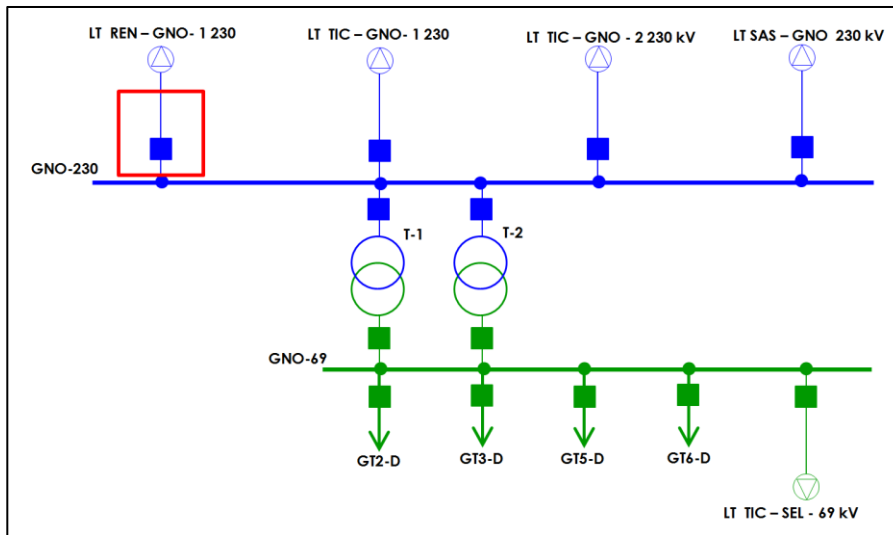 LT REN – GNO- 1 230
LT TIC – GNO- 1 230
LT TIC – GNO - 2 230 kV
LT SAS – GNO 230 kV
GNO-230
T-1
T-2
GNO-69
GT2-D
GT3-D
GT5-D
GT6-D
LT TIC – SEL - 69 kV